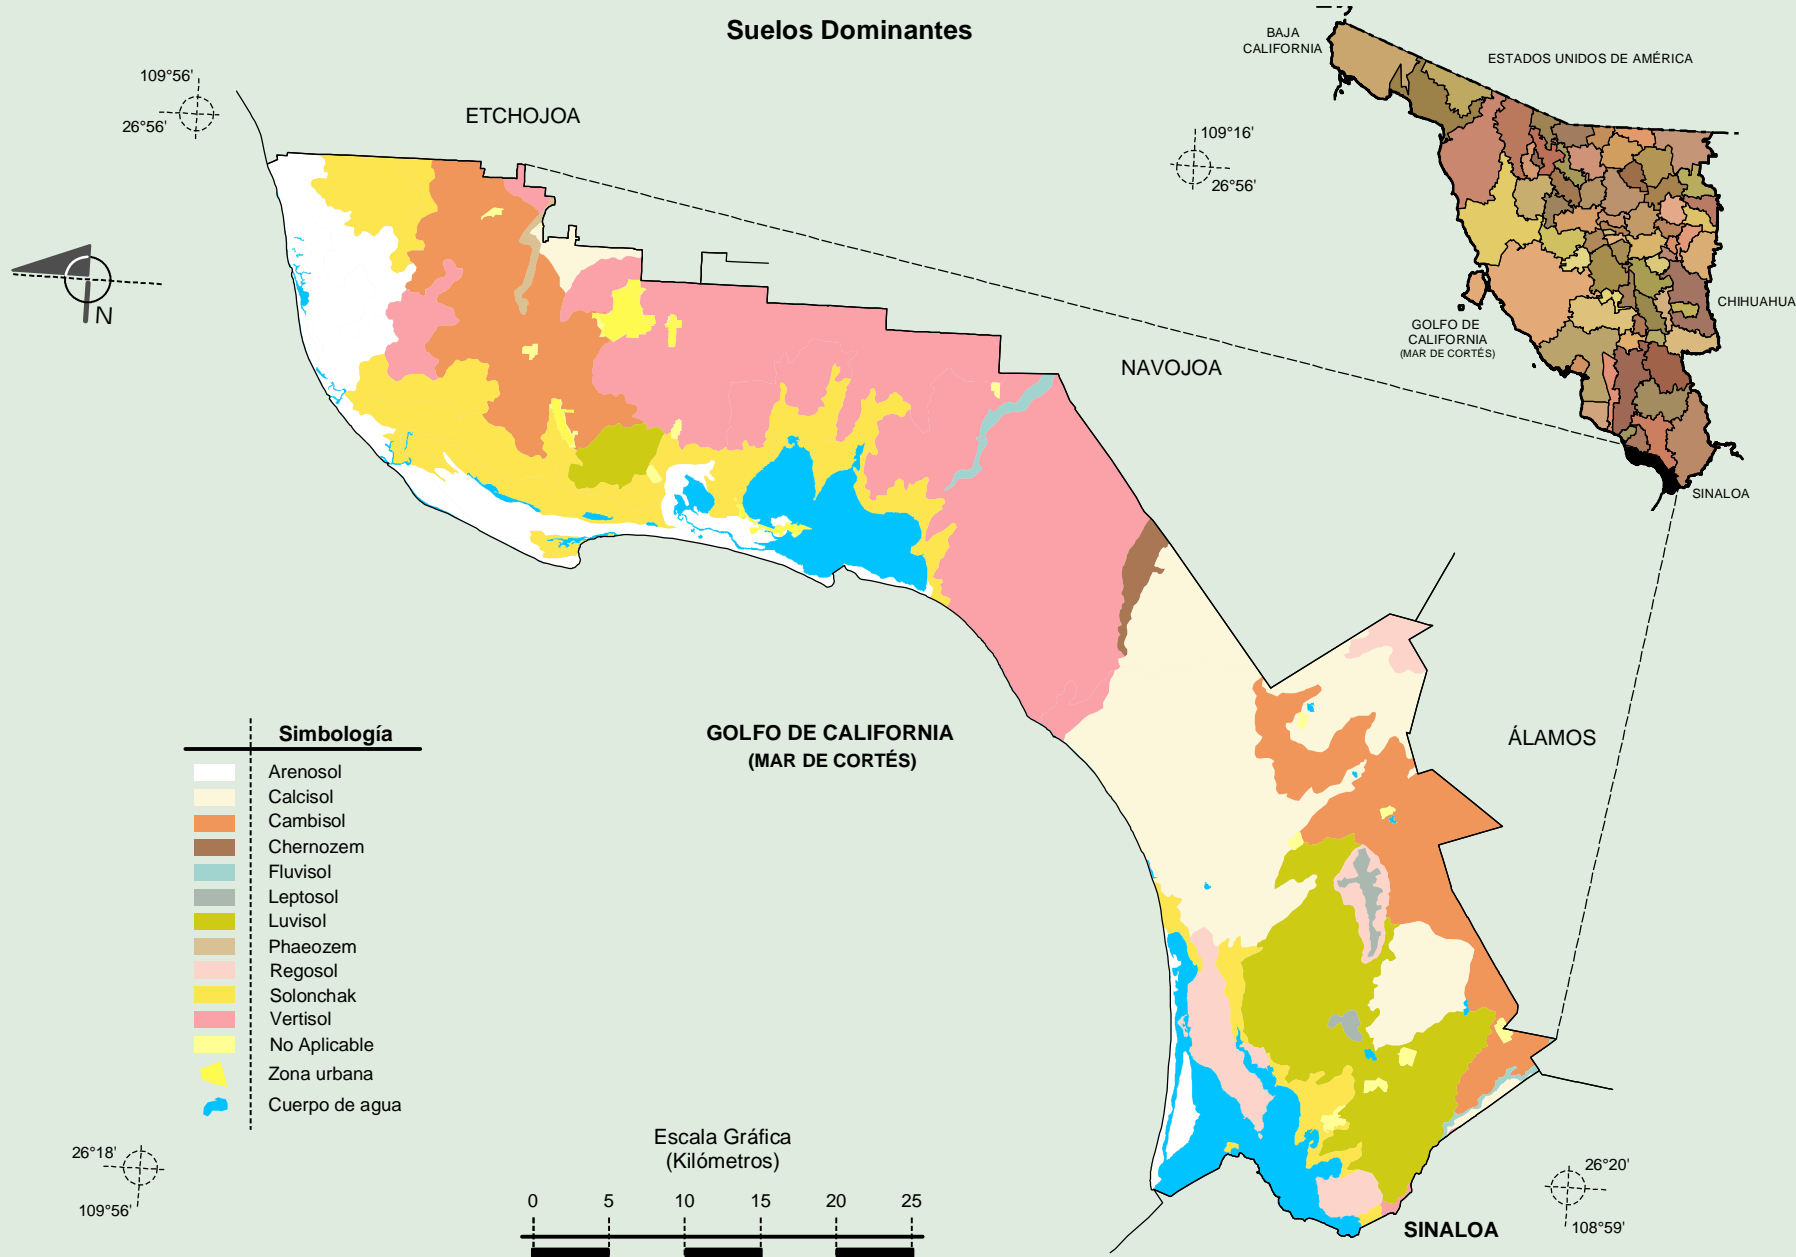 Suelos Dominantes
BAJA
CALIFORNIA
ESTADOS UNIDOS DE AMÉRICA
109°56'
26°56'
ETCHOJOA
109°16'
26°56'
N
CHIHUAHUA
GOLFO DE
CALIFORNIA
(MAR DE CORTÉS)
NAVOJOA
SINALOA
GOLFO DE CALIFORNIA
(MAR DE CORTÉS)
ÁLAMOS
Simbología
Arenosol
Calcisol
Cambisol
Chernozem
Fluvisol
Leptosol
Luvisol
Phaeozem
Regosol
Solonchak
Vertisol
No Aplicable
Zona urbana
Cuerpo de agua
26°18'
109°56'
Escala Gráfica
(Kilómetros)
0 5 10 15 20 25
26°20'
108°59'
SINALOA